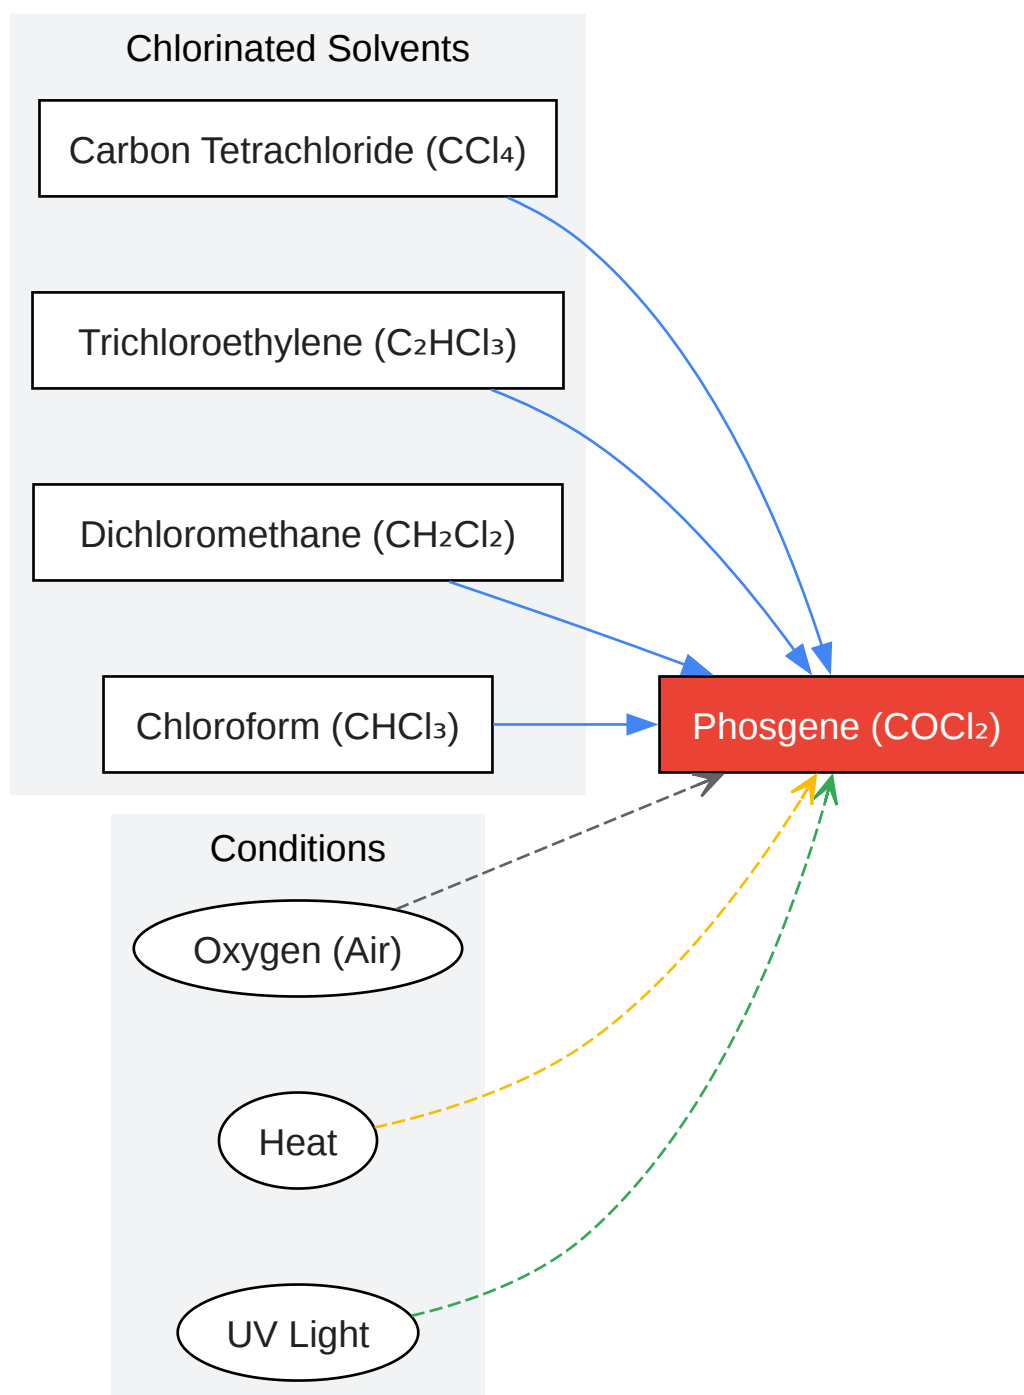 Chlorinated Solvents
Carbon Tetrachloride (CCl₄)
Trichloroethylene (C₂HCl₃)
Dichloromethane (CH₂Cl₂)
Chloroform (CHCl₃)
Phosgene (COCl₂)
Conditions
Oxygen (Air)
Heat
UV Light